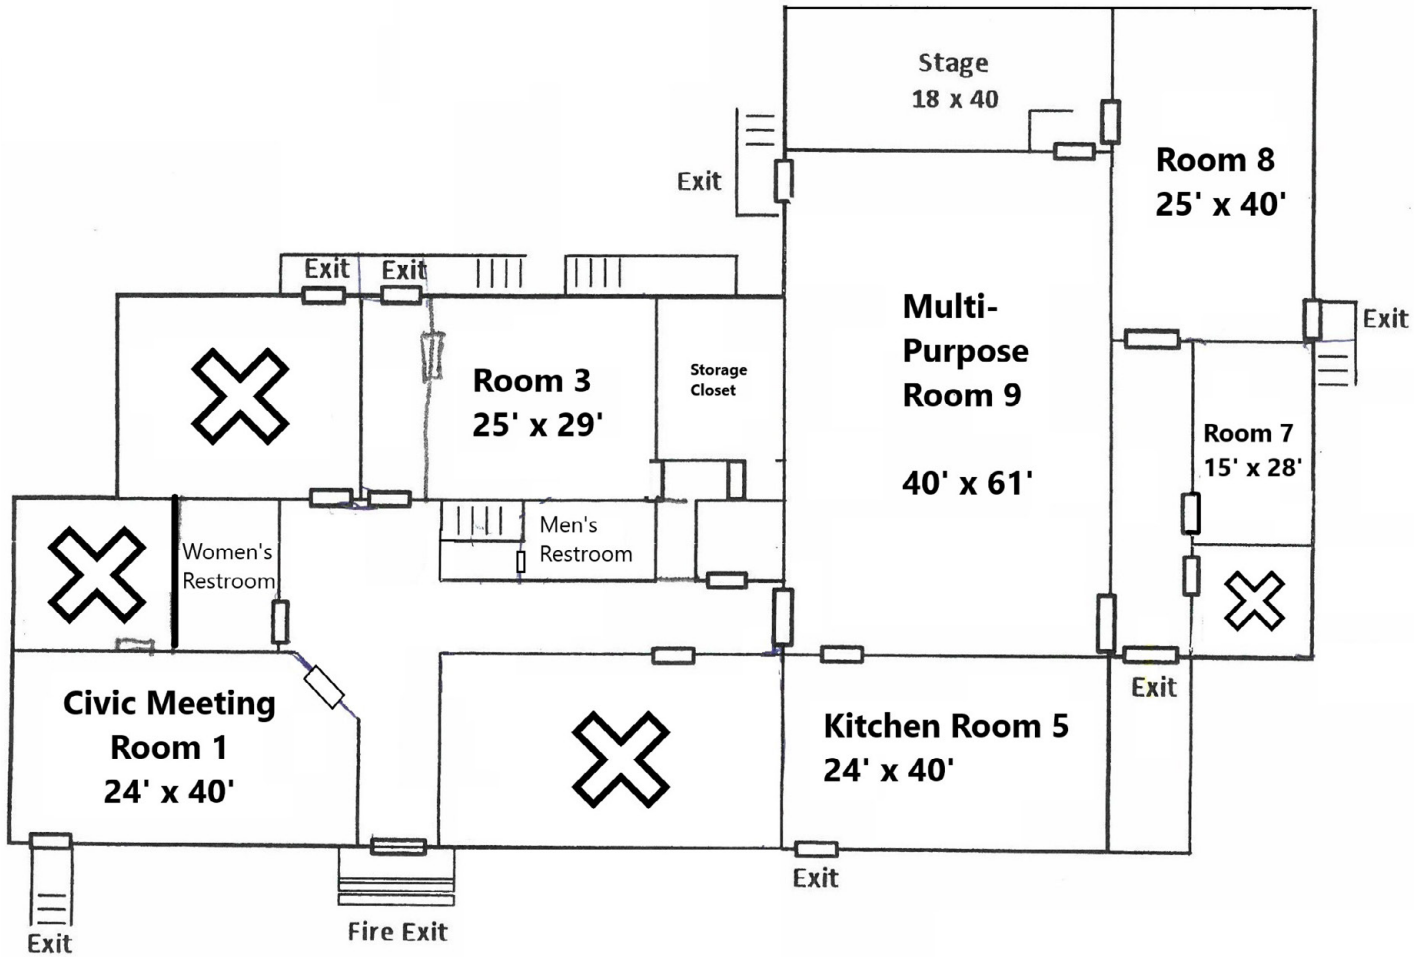 Stage
18 x 40
Exit
Room 8
25' x 40'
Exit
Exit
Multi-
Purpose
Room 9
40' x 61'
Exit
Room 3
25' x 29'
Storage
Closet
Room 7
15' x 28'
Women's
Restroom
Men's
Restroom
Civic Meeting
Room 1
24' x 40'
Kitchen Room 5
24' x 40'
Exit
Exit
Fire Exit
Exit